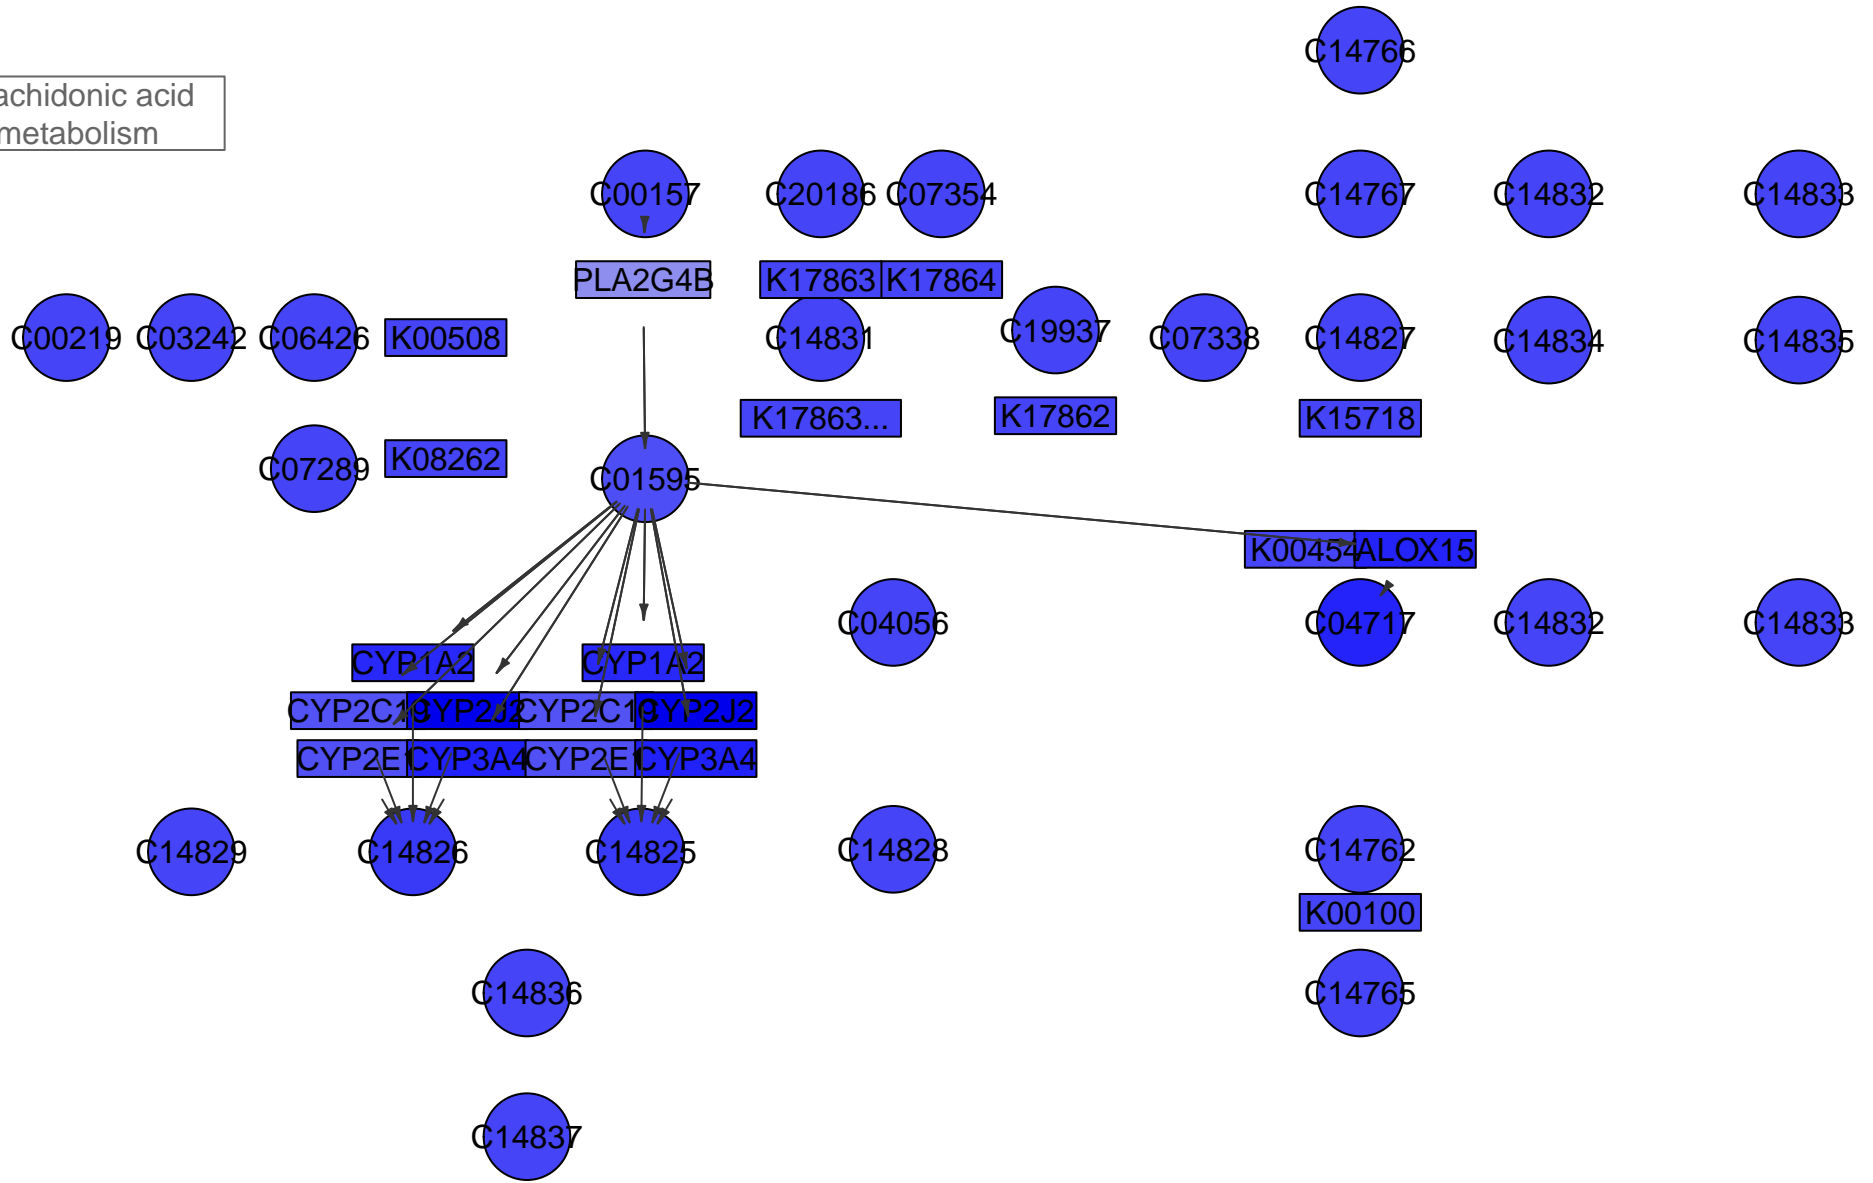 C14766
achidonic acid
metabolism
C00157
C20186
C07354
C14767
C14832
C14833
PLA2G4B
K17863
K17864
C00219
C03242
C06426
K00508
C14831
C19937
C07338
C14827
C14834
C14835
K17863...
K17862
K15718
C07289
K08262
C01595
K00454
ALOX15
C04056
C04717
C14832
C14833
CYP1A2
CYP1A2
CYP2C19
CYP2J2
CYP2C19
CYP2J2
CYP2E1
CYP3A4
CYP2E1
CYP3A4
C14829
C14826
C14825
C14828
C14762
K00100
C14836
C14765
C14837